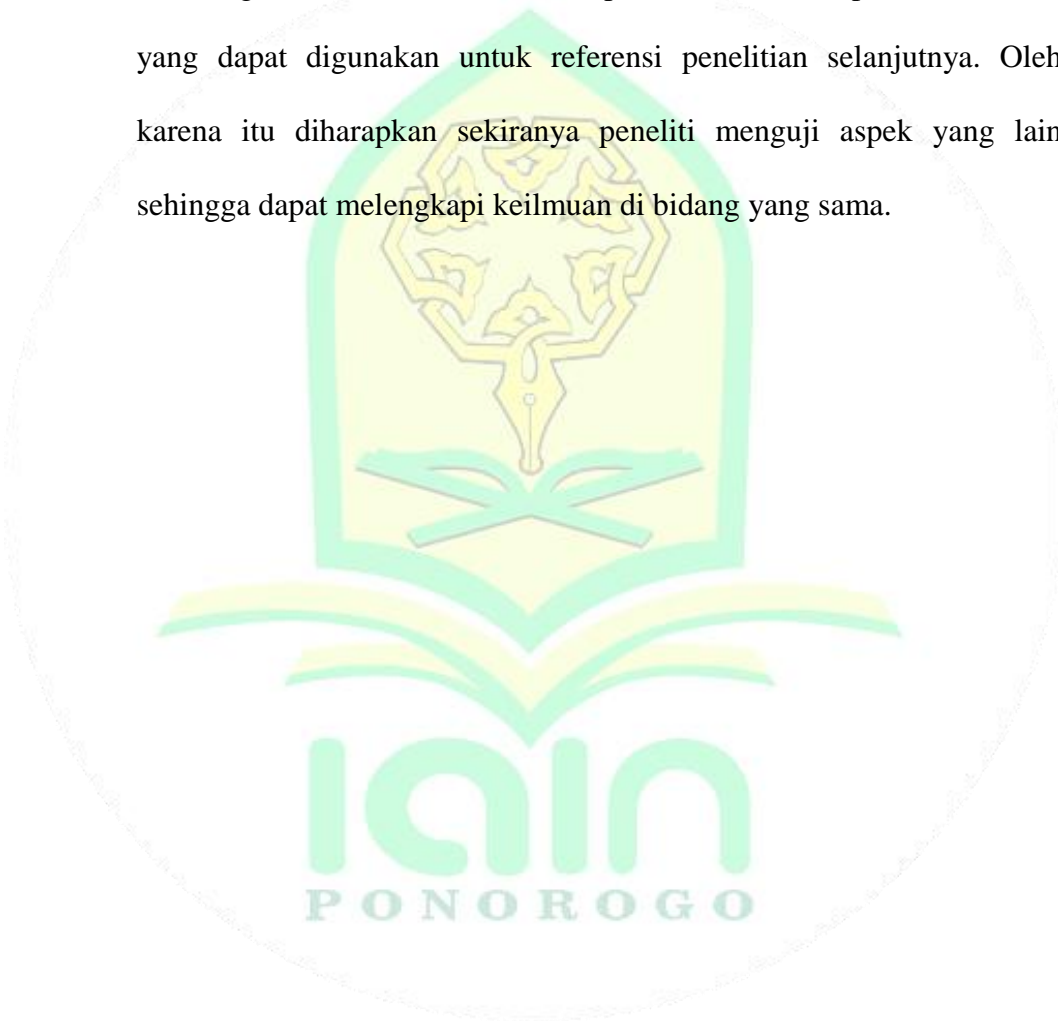 yang dapat digunakan untuk referensi penelitian selanjutnya. Oleh
karena itu diharapkan sekiranya peneliti menguji aspek yang lain
sehingga dapat melengkapi keilmuan di bidang yang sama.
iain
PONOROGO